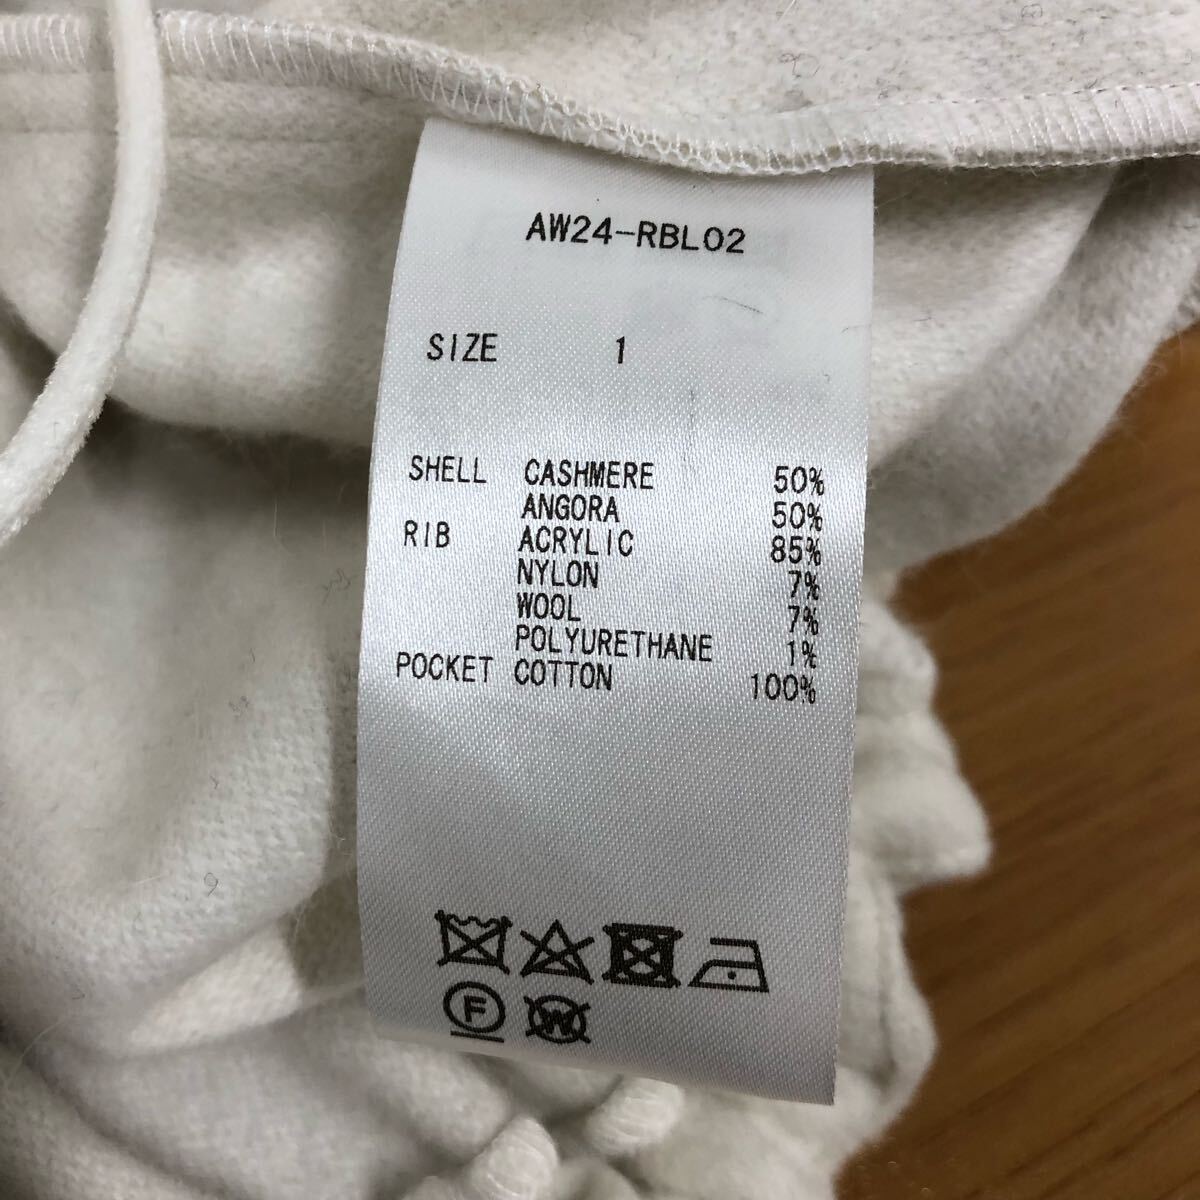 AW24-RBL02
SIZE 1
SHELL CASHMERE 50%
ANGORA 50%
RIB ACRYLIC 85%
NYLON 7%
WOOL 7%
POLYURETHANE 1%
POCKET COTTON 100%
F W